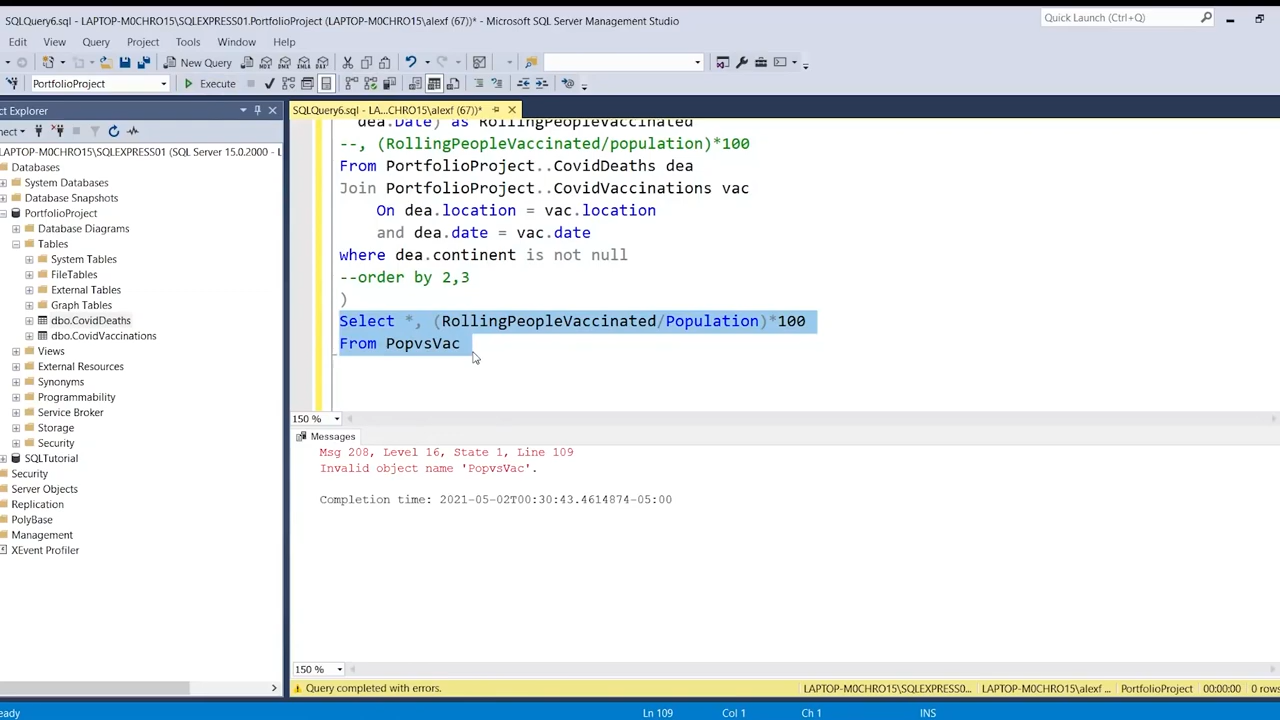 SQLQuery6.sql - LAPTOP-M0CHRO15\SQLEXPRESS01.PortfolioProject (LAPTOP-M0CHRO15\alexf (67))* - Microsoft SQL Server Management Studio
Quick Launch (Ctrl+Q)
Edit View Query Project Tools Window Help
New Query
PortfolioProject
Execute
ct Explorer
SQLQuery6.sql - LA...CHRO15\alexf (67))*
nect
LAPTOP-M0CHRO15\SQLEXPRESS01 (SQL Server 15.0.2000 - L
Databases
System Databases
Database Snapshots
PortfolioProject
Database Diagrams
Tables
System Tables
FileTables
External Tables
Graph Tables
dbo.CovidDeaths
dbo.CovidVaccinations
Views
External Resources
Synonyms
Programmability
Service Broker
Storage
Security
SQLTutorial
Security
Server Objects
Replication
PolyBase
Management
XEvent Profiler
dea.Date) as RollingPeopleVaccinated
--, (RollingPeopleVaccinated/population)*100
From PortfolioProject..CovidDeaths dea
Join PortfolioProject..CovidVaccinations vac
On dea.location = vac.location
and dea.date = vac.date
where dea.continent is not null
--order by 2,3
)
Select *, (RollingPeopleVaccinated/Population)*100
From PopvsVac
150 %
Messages
Msg 208, Level 16, State 1, Line 109
Invalid object name 'PopvsVac'.
Completion time: 2021-05-02T00:30:43.4614874-05:00
150 %
Query completed with errors.
LAPTOP-M0CHRO15\SQLEXPRESS0... LAPTOP-M0CHRO15\alexf ... PortfolioProject 00:00:00 0 rows
eady
Ln 109 Col 1 Ch 1 INS